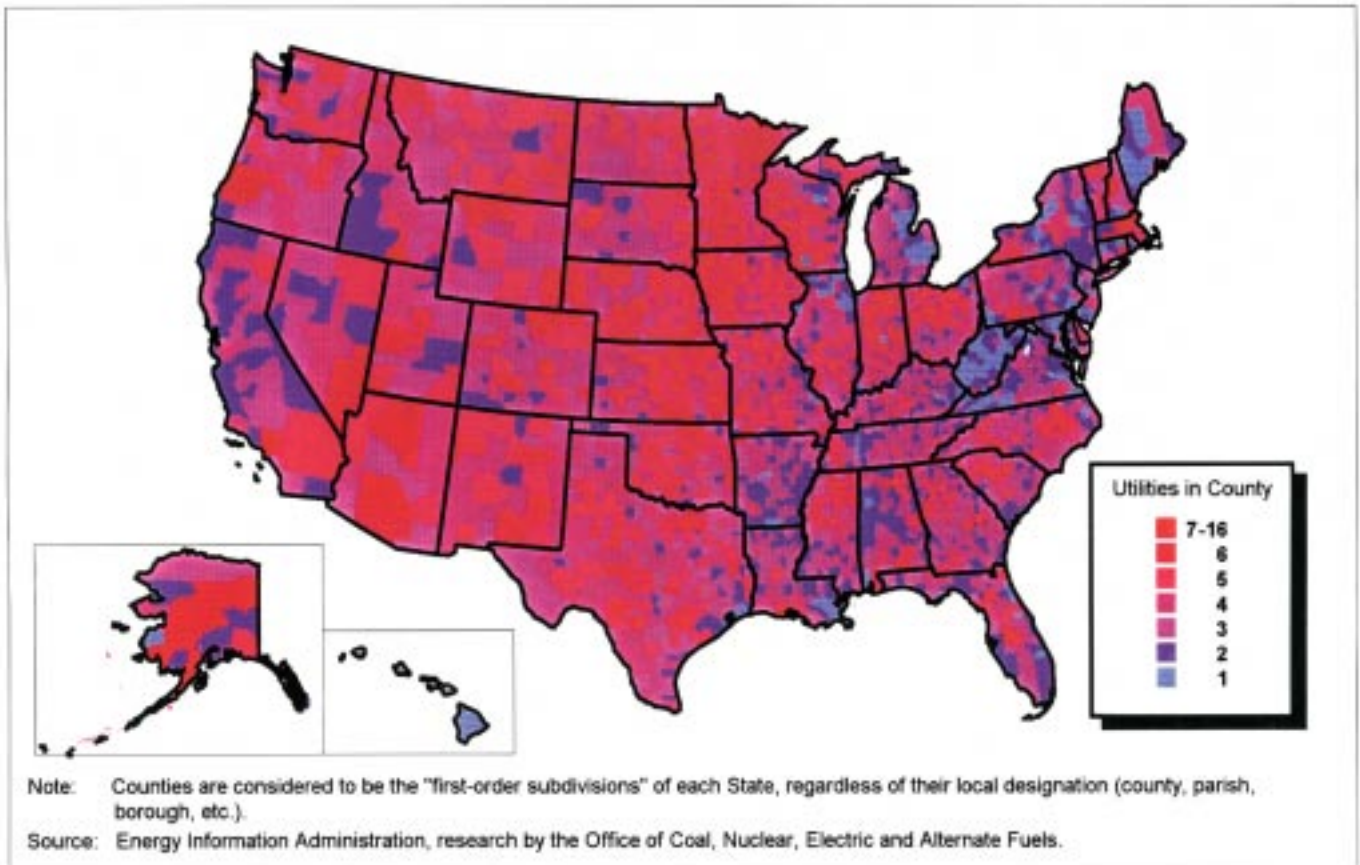 Utilities in County
7-16
6
5
4
3
2
1
Note: Counties are considered to be the "first-order subdivisions" of each State, regardless of their local designation (county, parish,
borough, etc.).
Source: Energy Information Administration, research by the Office of Coal, Nuclear, Electric and Alternate Fuels.